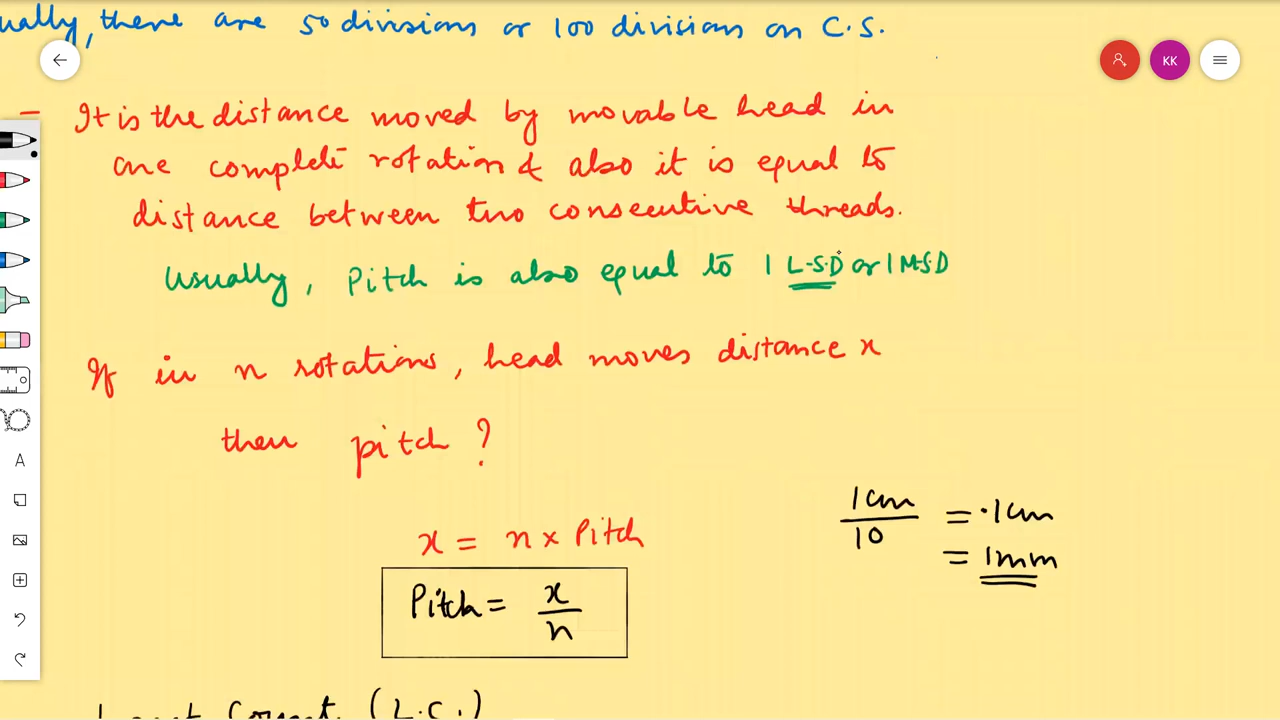 ually, there are 50 divisions or 100 divisions on C.S.
KK
- It is the distance moved by movable head in
one complete rotation & also it is equal to
distance between two consecutive threads.
Usually, Pitch is also equal to 1 L.S.D or 1 M.S.D
If in n rotations, head moves distance x
then pitch ?
1cm/10 = .1cm
= 1mm
x = n x Pitch
Pitch = x/n
A
Least Count (L.C.)